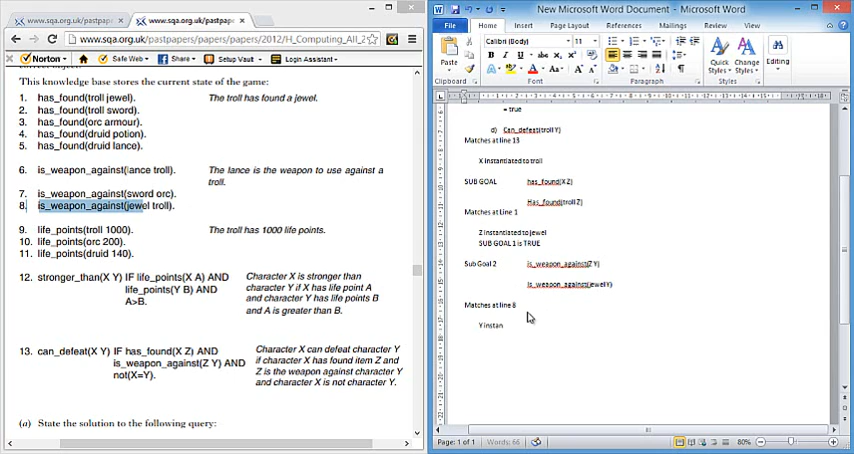 www.sqa.org.uk/pastpapers/pap
www.sqa.org.uk/pastpapers/pap
www.sqa.org.uk/pastpapers/papers/papers/2012/H_Computing_All_2
Norton
Safe Web
Share
Setup Vault
Login Assistant
This knowledge base stores the current state of the game:
1. has_found(troll jewel). The troll has found a jewel.
2. has_found(troll sword).
3. has_found(orc armour).
4. has_found(druid potion).
5. has_found(druid lance).
6. is_weapon_against(lance troll). The lance is the weapon to use against a
troll.
7. is_weapon_against(sword orc).
8. is_weapon_against(jewel troll).
9. life_points(troll 1000). The troll has 1000 life points.
10. life_points(orc 200).
11. life_points(druid 140).
12. stronger_than(X Y) IF life_points(X A) AND Character X is stronger than
life_points(Y B) AND character Y if X has life point A
A>B. and character Y has life points B
and A is greater than B.
13. can_defeat(X Y) IF has_found(X Z) AND Character X can defeat character Y
is_weapon_against(Z Y) AND if character X has found item Z and
not(X=Y). Z is the weapon against character Y
and character X is not character Y.
(a) State the solution to the following query:
New Microsoft Word Document - Microsoft Word
File Home Insert Page Layout References Mailings Review View
Calibri (Body) 11
Paste
Clipboard
Font
Paragraph
Quick
Styles
Change
Styles
Styles
Editing
= true
d) Can_defeat(troll Y)
Matches at line 13
X instantiated to troll
SUB GOAL has_found(X Z)
Has_found(troll Z)
Matches at Line 1
Z instantiated to jewel
SUB GOAL 1 is TRUE
Sub Goal 2 is_weapon_against(Z Y)
Is_weapon_against(jewel Y)
Matches at line 8
Y instan
Page: 1 of 1 Words: 66 80%